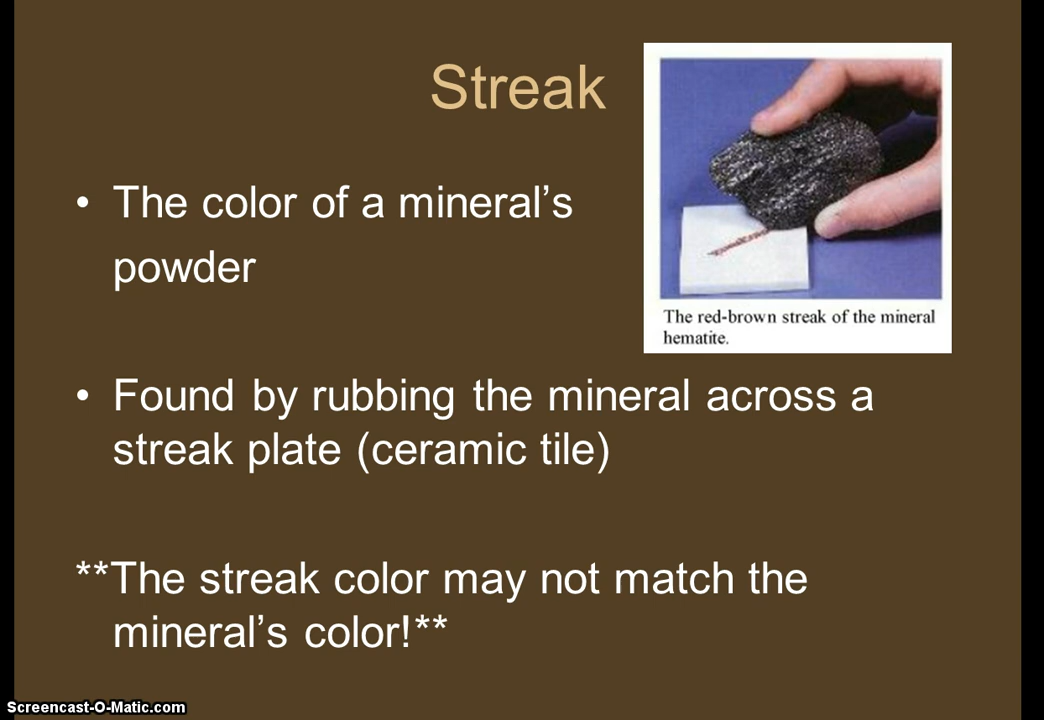 Streak
• The color of a mineral’s
powder
The red-brown streak of the mineral
hematite.
• Found by rubbing the mineral across a
streak plate (ceramic tile)
**The streak color may not match the
mineral’s color!**
Screencast-O-Matic.com